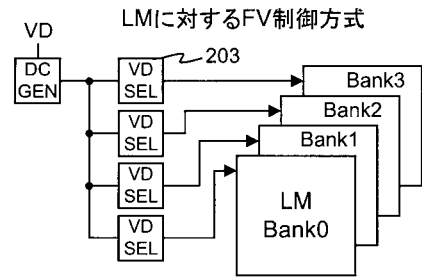 LMに対するFV制御方式
VD
DC
GEN
VD
SEL
203
VD
SEL
VD
SEL
VD
SEL
Bank3
Bank2
Bank1
LM
Bank0